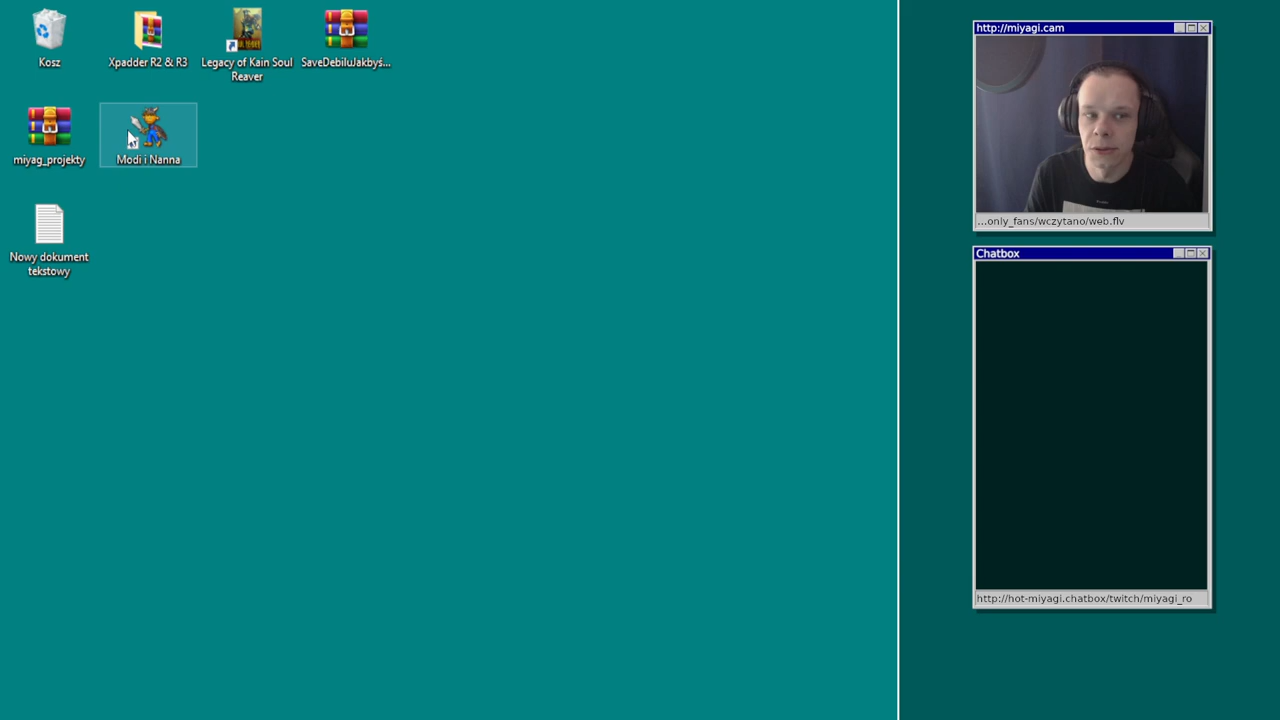 Kosz
Xpadder R2 & R3
Legacy of Kain Soul
Reaver
SaveDebiluJakbyś...
miyag_projekty
Modi i Nanna
Nowy dokument
tekstowy
http://miyagi.cam
...only_fans/wczytano/web.flv
Chatbox
http://hot-miyagi.chatbox/twitch/miyagi_ro